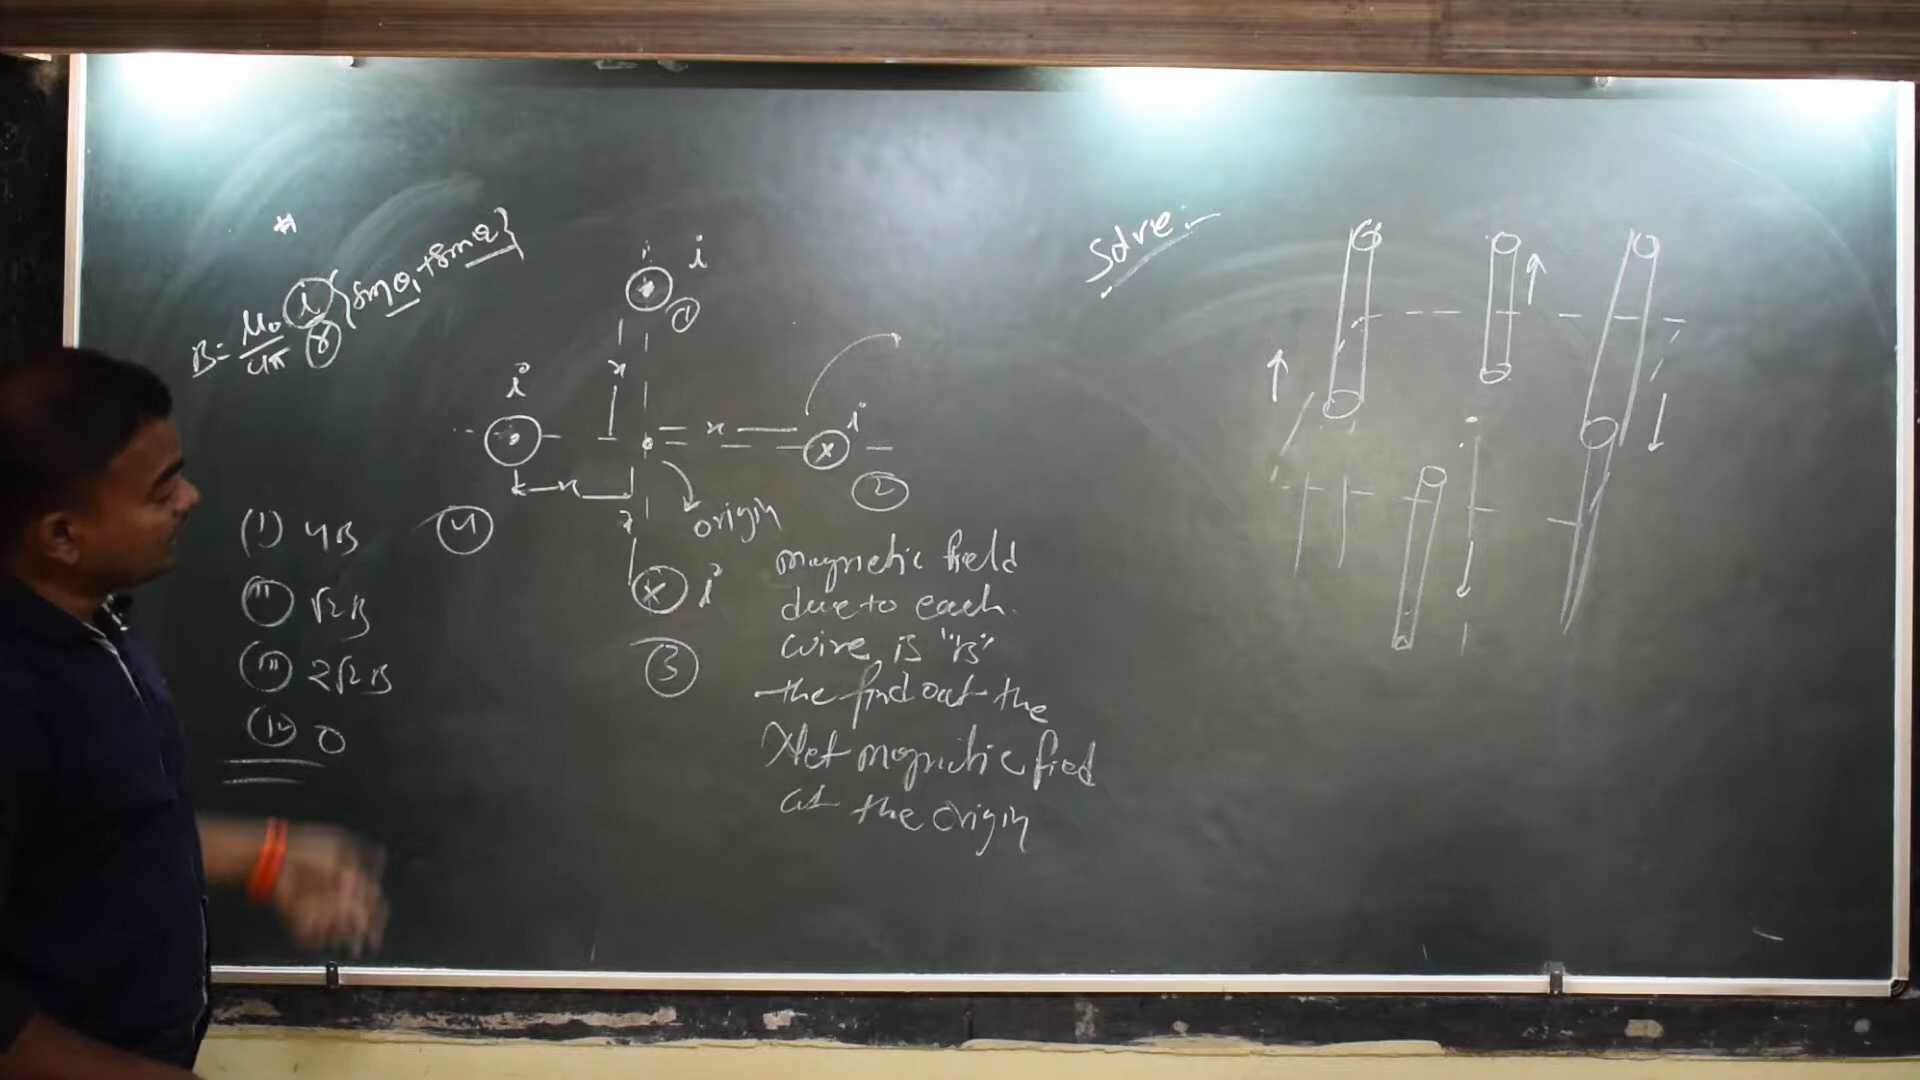 #
B = μ₀/4π i/r {sinθ₁ + sinθ₂}
i
①
x
i
x
i
②
x
④
origin
x
i
③
(i) 4B
(ii) √2B
(iii) 2√2B
(iv) 0
magnetic field
due to each
wire is "B"
the find out the
Net magnetic field
at the origin
Solve:-